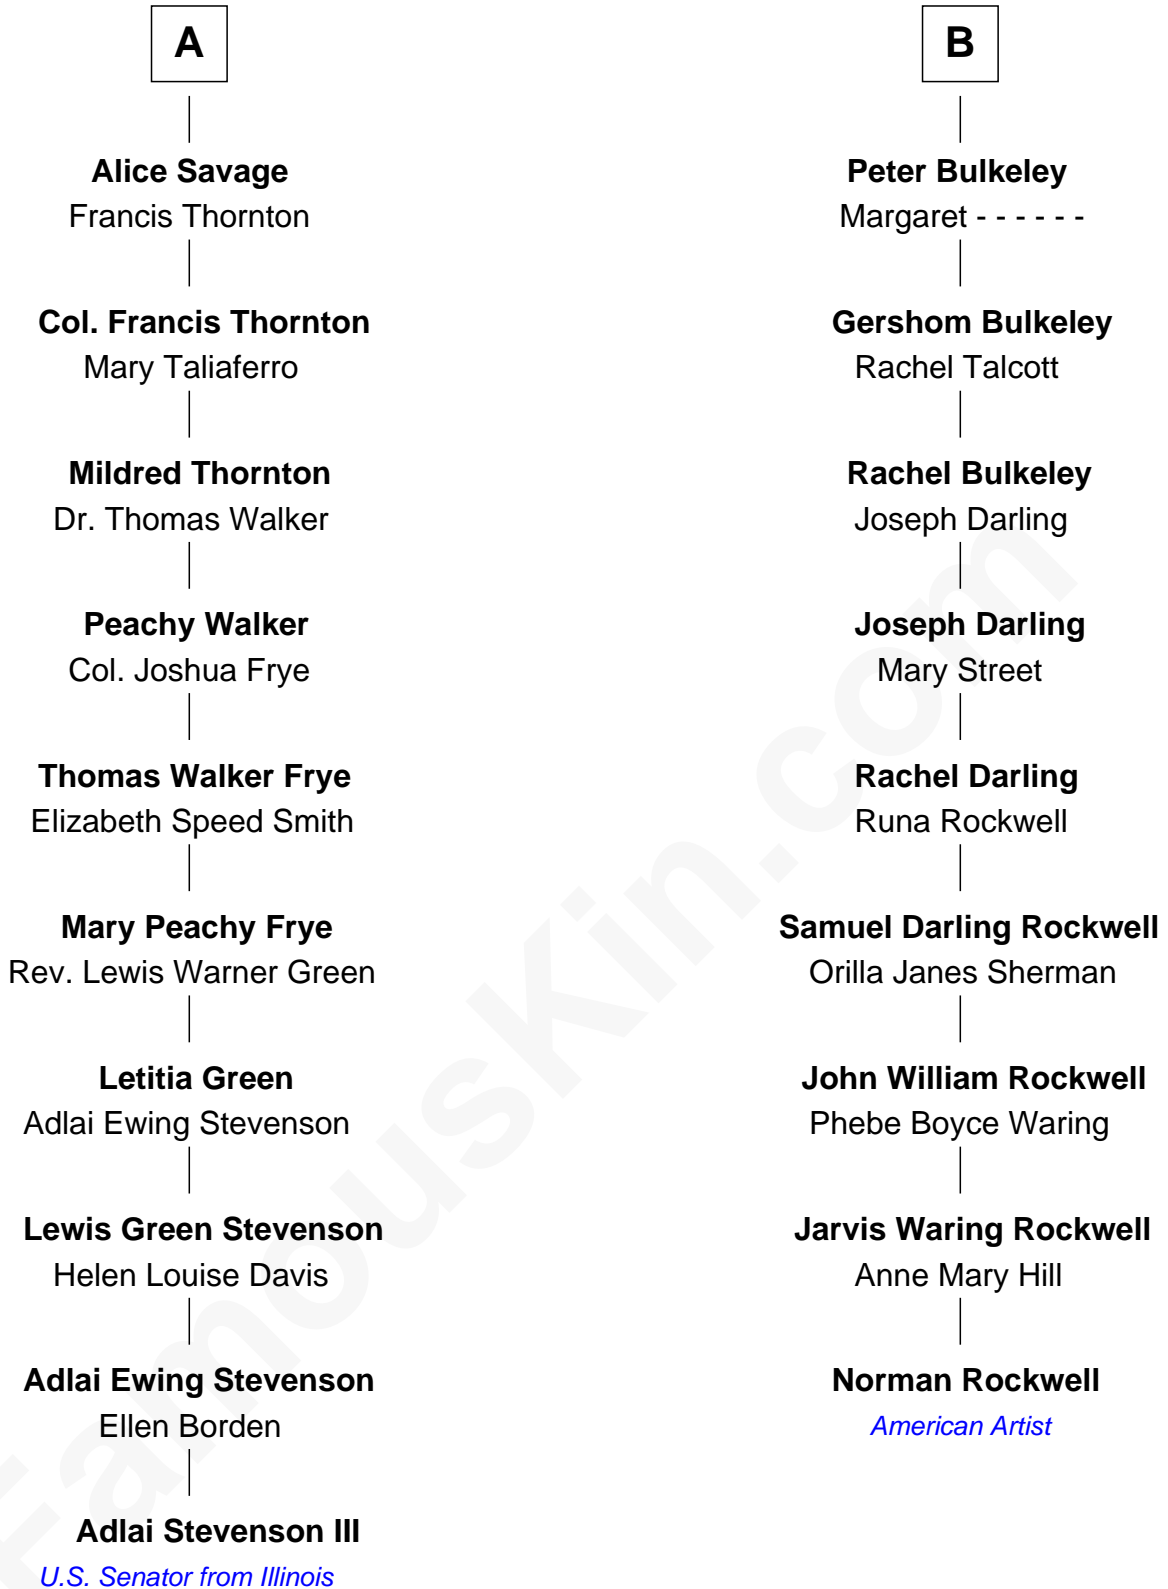 A
Alice Savage
Francis Thornton
Col. Francis Thornton
Mary Taliaferro
Mildred Thornton
Dr. Thomas Walker
Peachy Walker
Col. Joshua Frye
Thomas Walker Frye
Elizabeth Speed Smith
Mary Peachy Frye
Rev. Lewis Warner Green
Letitia Green
Adlai Ewing Stevenson
Lewis Green Stevenson
Helen Louise Davis
Adlai Ewing Stevenson
Ellen Borden
Adlai Stevenson III
U.S. Senator from Illinois
B
Peter Bulkeley
Margaret - - - - - -
Gershom Bulkeley
Rachel Talcott
Rachel Bulkeley
Joseph Darling
Joseph Darling
Mary Street
Rachel Darling
Runa Rockwell
Samuel Darling Rockwell
Orilla Janes Sherman
John William Rockwell
Phebe Boyce Waring
Jarvis Waring Rockwell
Anne Mary Hill
Norman Rockwell
American Artist
FamousKin.com